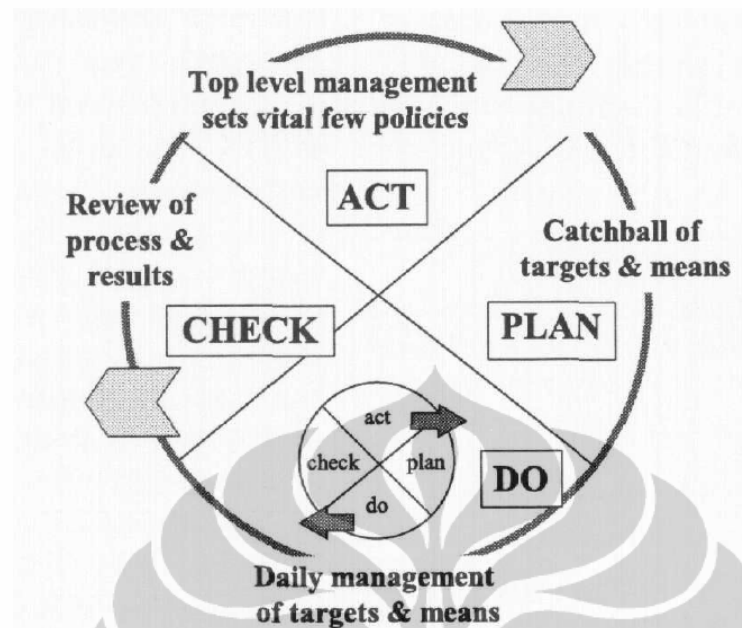 Top level management
sets vital few policies
ACT
Review of
process &
results
Catchball of
targets & means
CHECK
PLAN
act
check
plan
do
DO
Daily management
of targets & means